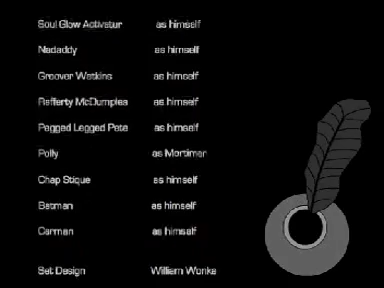 Soul Glow Activatur as himself
Nadaddy as himself
Groover Watkins as himself
Rafferty McDumples as himself
Pegged Legged Pete as himself
Polly as Mortimer
Chap Stique as himself
Batman as himself
Carman as himself
Set Design William Wonka